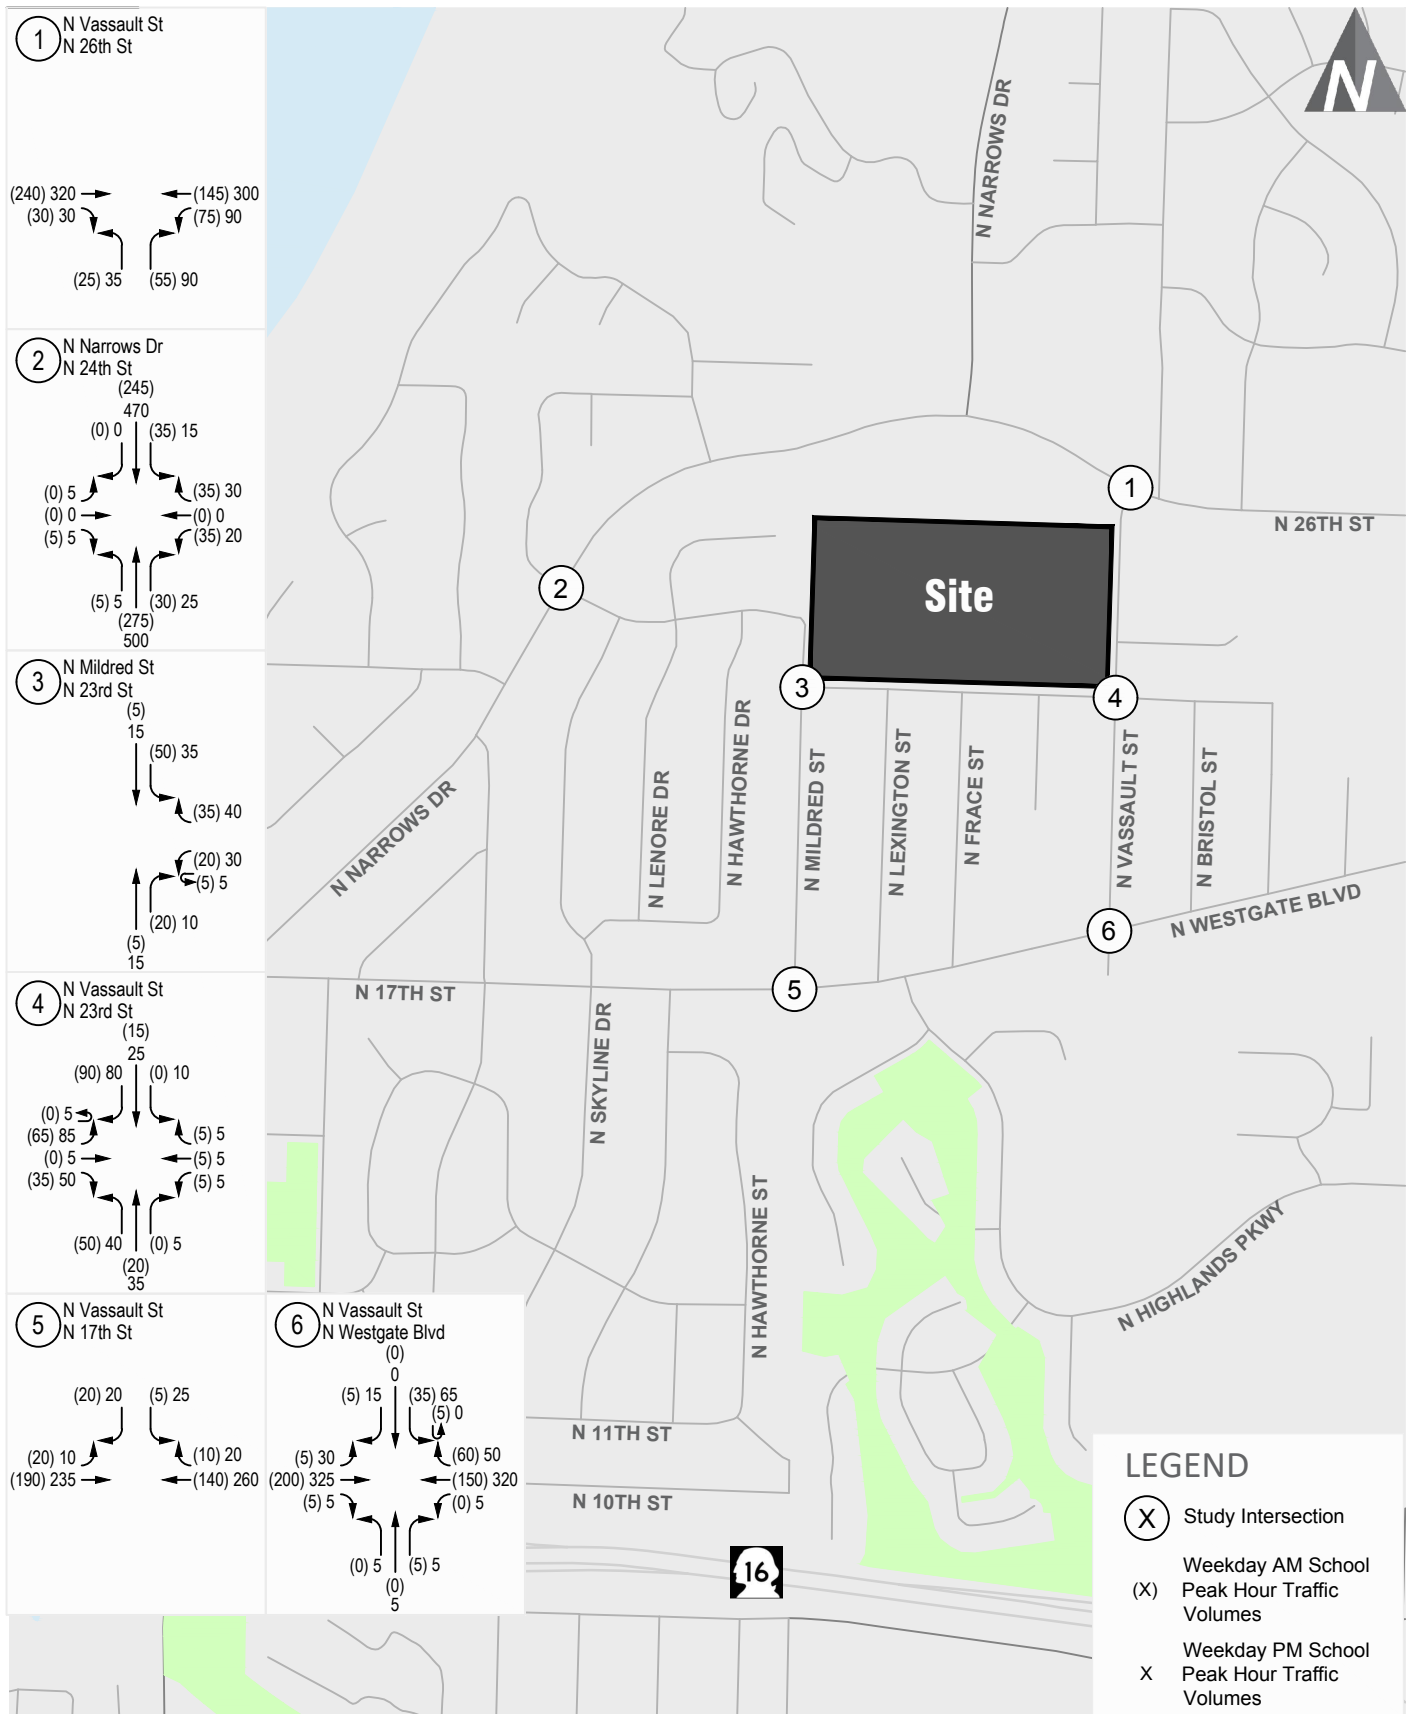 1
N Vassault St
N 26th St
(240) 320
(145) 300
(30) 30
(75) 90
(25) 35
(55) 90
2
N Narrows Dr
N 24th St
(245)
470
(0) 0
(35) 15
(0) 5
(35) 30
(0) 0
(0) 0
(5) 5
(35) 20
(5) 5
(30) 25
(275)
500
3
N Mildred St
N 23rd St
(5)
15
(50) 35
(35) 40
(20) 30
(5) 5
(20) 10
(5)
15
4
N Vassault St
N 23rd St
(15)
25
(90) 80
(0) 10
(0) 5
(65) 85
(5) 5
(0) 5
(5) 5
(35) 50
(5) 5
(50) 40
(0) 5
(20)
35
5
N Vassault St
N 17th St
(20) 20
(5) 25
(20) 10
(10) 20
(190) 235
(140) 260
6
N Vassault St
N Westgate Blvd
(0)
0
(5) 15
(35) 65
(5) 0
(5) 30
(60) 50
(200) 325
(150) 320
(5) 5
(0) 5
(0) 5
(5) 5
(0)
5
N
N NARROWS DR
1
N 26TH ST
2
Site
3
4
N NARROWS DR
N LENORE DR
N HAWTHORNE DR
N MILDRED ST
N LEXINGTON ST
N FRACE ST
N VASSAULT ST
N BRISTOL ST
N WESTGATE BLVD
6
5
N 17TH ST
N SKYLINE DR
N HAWTHORNE ST
N HIGHLANDS PKWY
N 11TH ST
N 10TH ST
16
LEGEND
X
Study Intersection
(X)
Weekday AM School
Peak Hour Traffic
Volumes
X
Weekday PM School
Peak Hour Traffic
Volumes